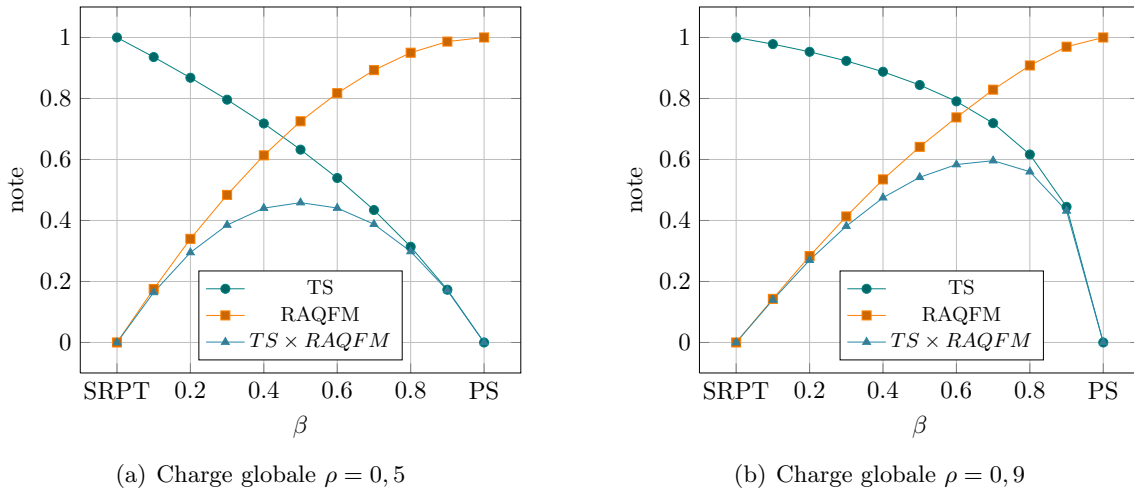 1
0.8
0.6
0.4
0.2
0
note
SRPT 0.2 0.4 0.6 0.8 PS
β
TS
RAQFM
TS × RAQFM
(a) Charge globale ρ = 0, 5
1
0.8
0.6
0.4
0.2
0
note
SRPT 0.2 0.4 0.6 0.8 PS
β
TS
RAQFM
TS × RAQFM
(b) Charge globale ρ = 0, 9